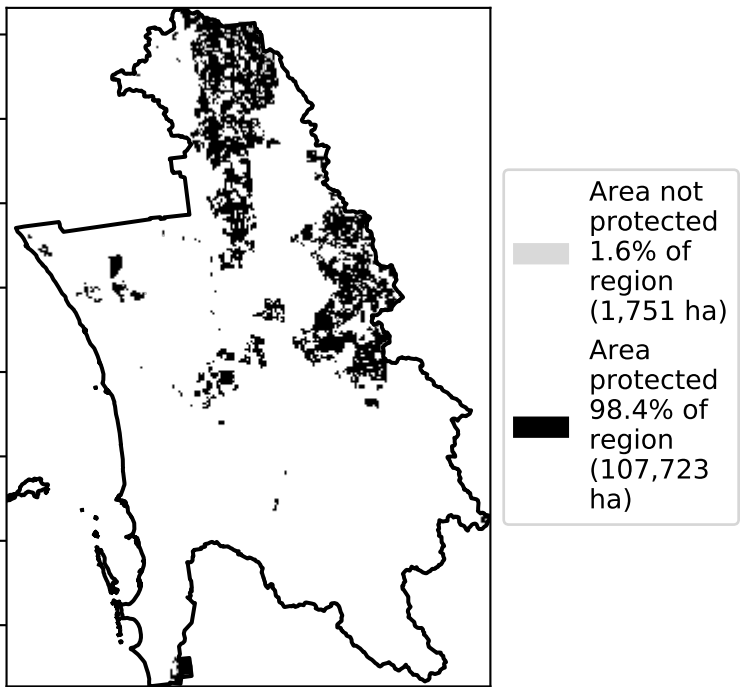 Area not
protected
1.6% of
region
(1,751 ha)
Area
protected
98.4% of
region
(107,723
ha)